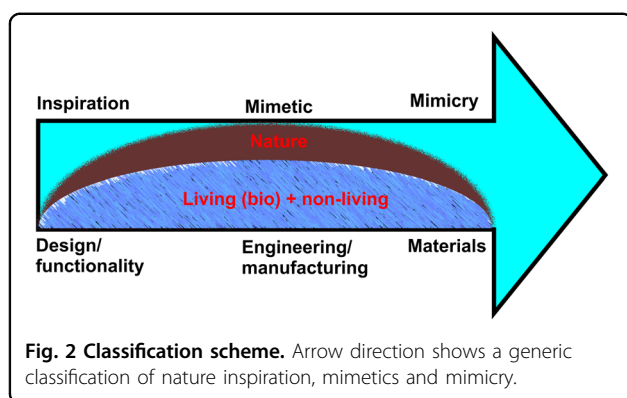 Inspiration Mimetic Mimicry
Nature
Living (bio) + non-living
Design/ Engineering/ Materials
functionality manufacturing
Fig. 2 Classification scheme. Arrow direction shows a generic
classification of nature inspiration, mimetics and mimicry.